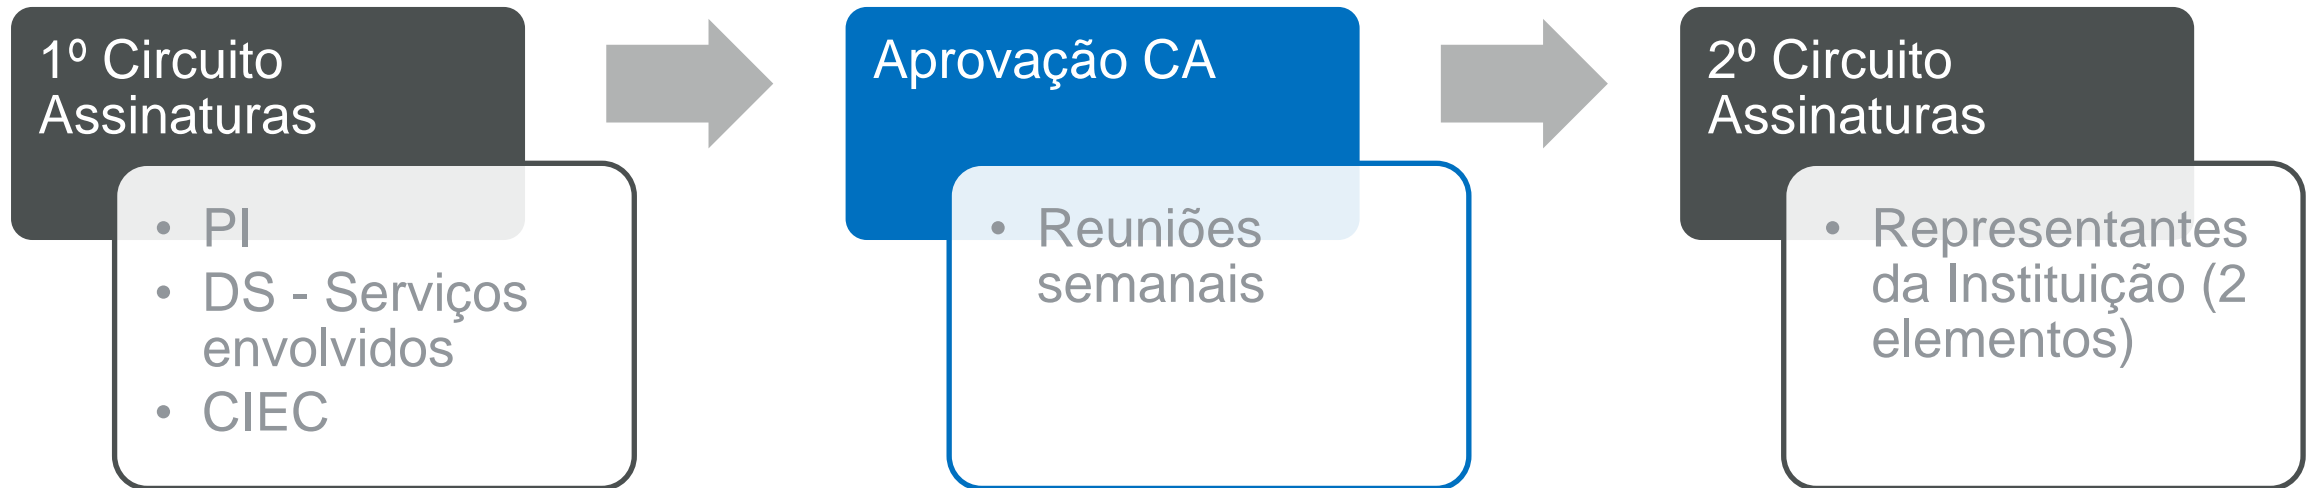 1º Circuito
Assinaturas
• PI
• DS - Serviços
envolvidos
• CIEC
Aprovação CA
• Reuniões
semanais
2º Circuito
Assinaturas
• Representantes
da Instituição (2
elementos)